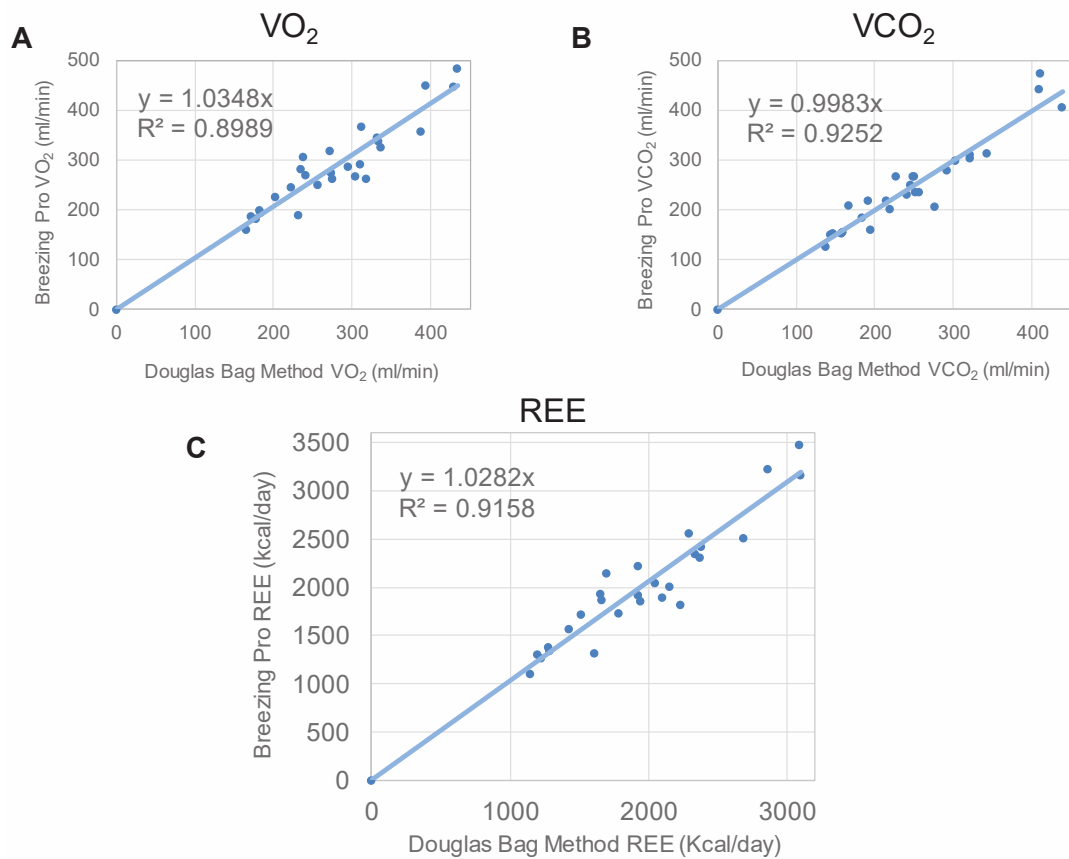 A
VO₂
Breezing Pro VO₂ (ml/min)
500
400
300
200
100
0
y = 1.0348x
R² = 0.8989
0 100 200 300 400
Douglas Bag Method VO₂ (ml/min)
B
VCO₂
Breezing Pro VCO₂ (ml/min)
500
400
300
200
100
0
y = 0.9983x
R² = 0.9252
0 100 200 300 400
Douglas Bag Method VCO₂ (ml/min)
C
REE
Breezing Pro REE (kcal/day)
3500
3000
2500
2000
1500
1000
500
0
y = 1.0282x
R² = 0.9158
0 1000 2000 3000
Douglas Bag Method REE (Kcal/day)